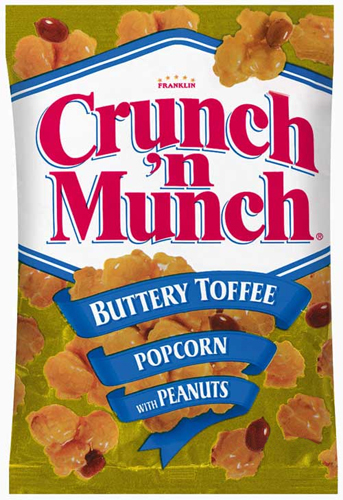 FRANKLIN
Crunch
'n
Munch®
BUTTERY TOFFEE
POPCORN
WITH PEANUTS